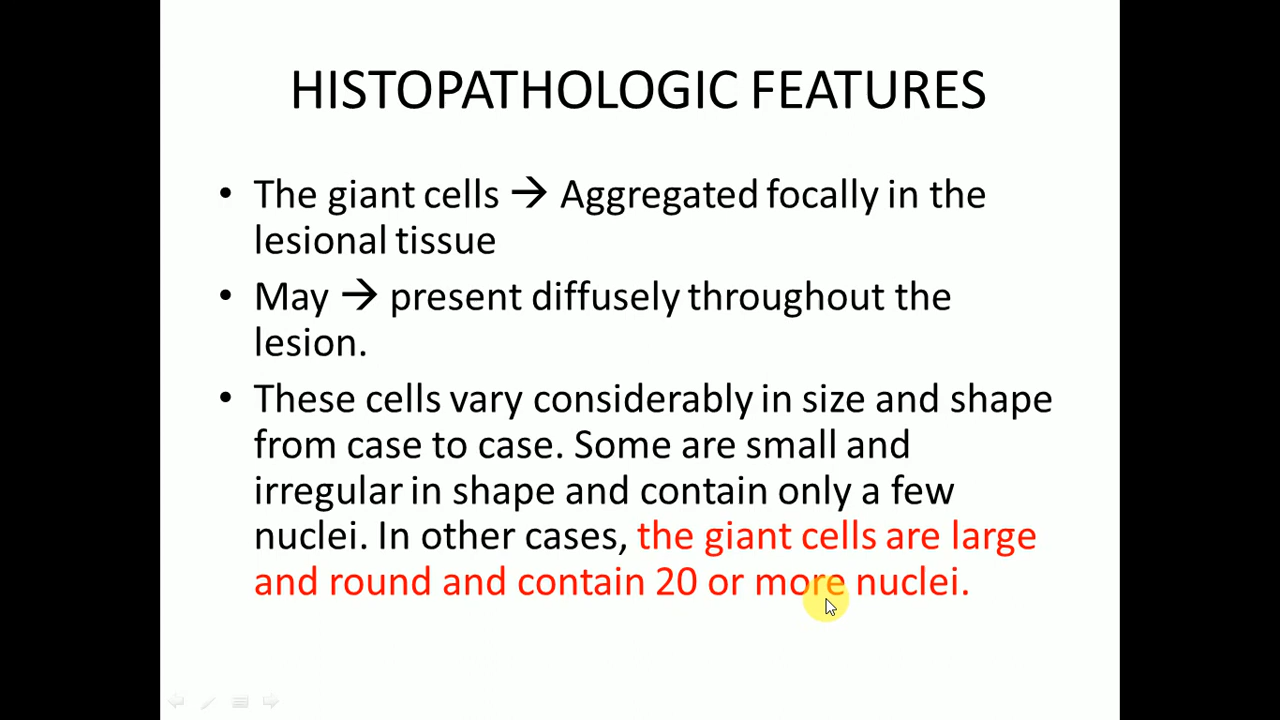 HISTOPATHOLOGIC FEATURES
• The giant cells → Aggregated focally in the
lesional tissue
• May → present diffusely throughout the
lesion.
• These cells vary considerably in size and shape
from case to case. Some are small and
irregular in shape and contain only a few
nuclei. In other cases, the giant cells are large
and round and contain 20 or more nuclei.